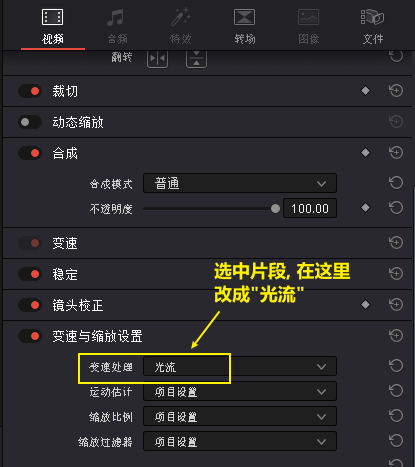 视频 音频 特效 转场 图像 文件
翻转
裁切
动态缩放
合成
合成模式 普通
不透明度 100.00
变速
稳定
选中片段, 在这里
改成"光流"
镜头校正
变速与缩放设置
变速处理 光流
运动估计 项目设置
缩放比例 项目设置
缩放过滤器 项目设置